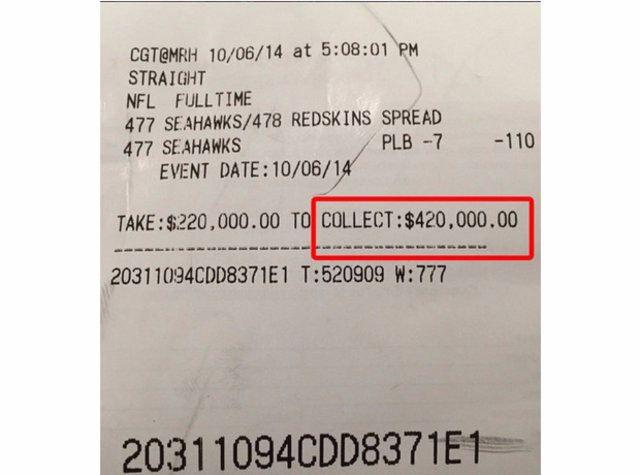 CGT@MRH 10/06/14 at 5:08:01 PM
STRAIGHT
NFL FULLTIME
477 SEAHAWKS/478 REDSKINS SPREAD
477 SEAHAWKS PLB -7 -110
EVENT DATE:10/06/14
TAKE:$220,000.00 TO COLLECT:$420,000.00
20311094CDD8371E1 T:520909 W:777
20311094CDD8371E1